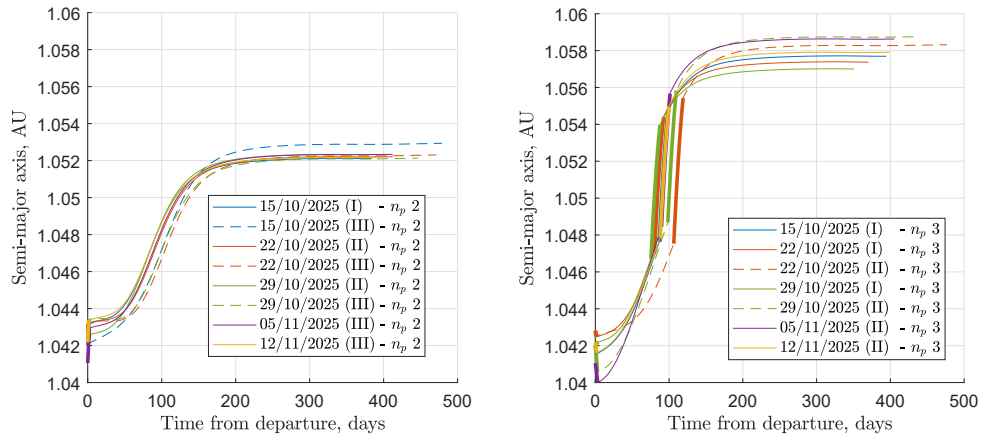 1.06
1.058
1.056
1.054
1.052
1.05
1.048
1.046
1.044
1.042
1.04
Semi-major axis, AU
0
100
200
300
400
500
Time from departure, days
15/10/2025 (I) - n_p 2
15/10/2025 (III) - n_p 2
22/10/2025 (II) - n_p 2
22/10/2025 (III) - n_p 2
29/10/2025 (II) - n_p 2
29/10/2025 (III) - n_p 2
05/11/2025 (III) - n_p 2
12/11/2025 (III) - n_p 2
1.06
1.058
1.056
1.054
1.052
1.05
1.048
1.046
1.044
1.042
1.04
Semi-major axis, AU
0
100
200
300
400
500
Time from departure, days
15/10/2025 (I) - n_p 3
22/10/2025 (I) - n_p 3
22/10/2025 (II) - n_p 3
29/10/2025 (I) - n_p 3
29/10/2025 (II) - n_p 3
05/11/2025 (II) - n_p 3
12/11/2025 (II) - n_p 3